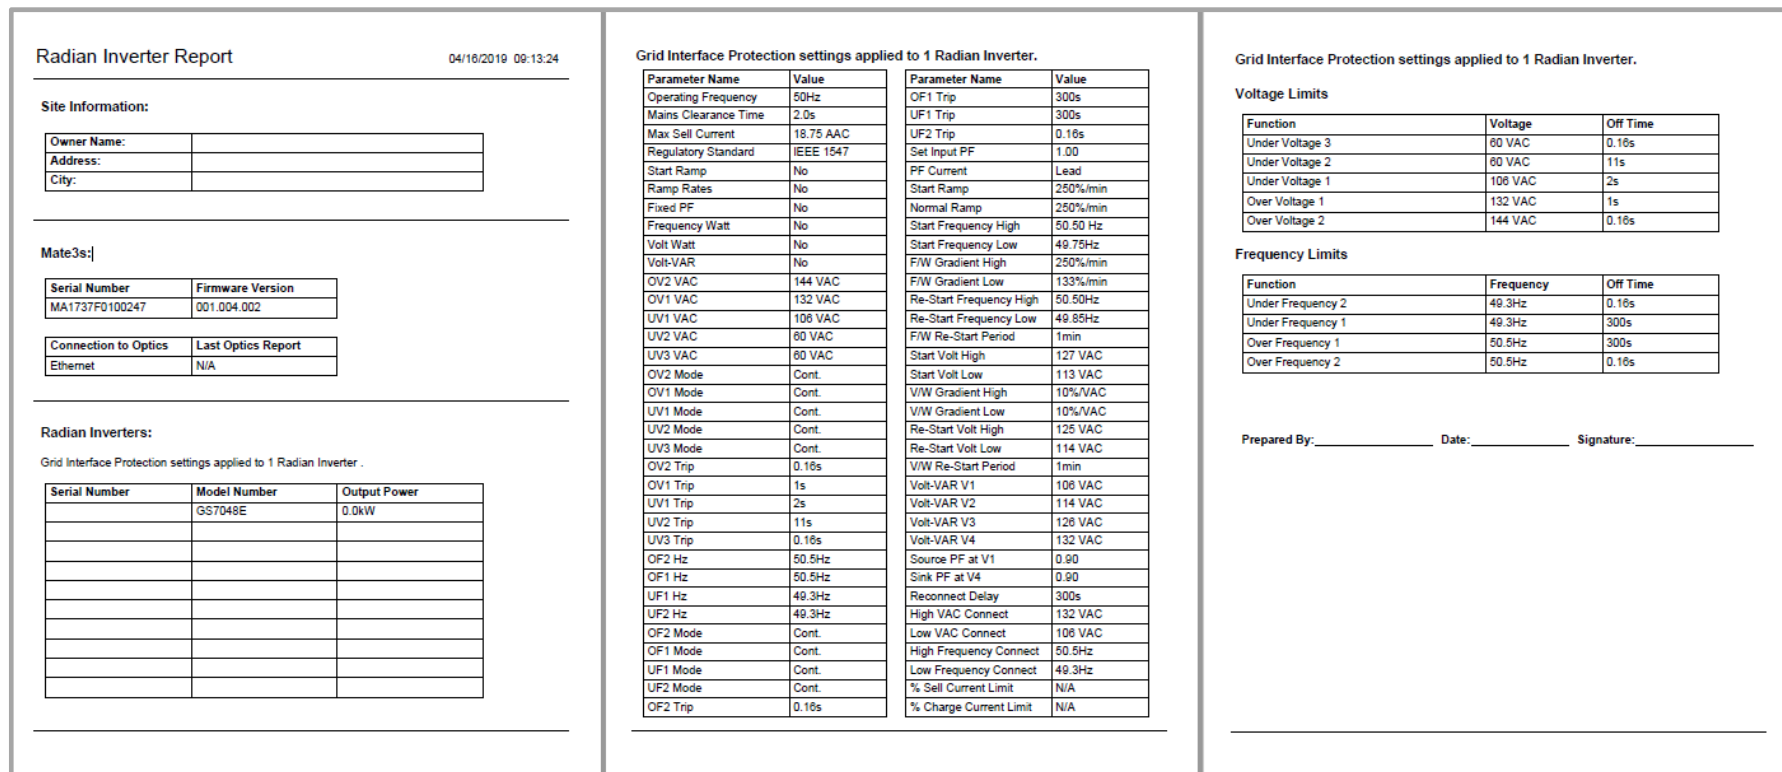 Radian Inverter Report 04/16/2019 09:13:24
Site Information:
Owner Name:
Address:
City:
Mate3s:
Serial Number Firmware Version
MA1737F0100247 001.004.002
Connection to Optics Last Optics Report
Ethernet N/A
Radian Inverters:
Grid Interface Protection settings applied to 1 Radian Inverter .
Serial Number Model Number Output Power
GS7048E 0.0kW
Grid Interface Protection settings applied to 1 Radian Inverter.
Parameter Name Value
Operating Frequency 50Hz
Mains Clearance Time 2.0s
Max Sell Current 18.75 AAC
Regulatory Standard IEEE 1547
Start Ramp No
Ramp Rates No
Fixed PF No
Frequency Watt No
Volt Watt No
Volt-VAR No
OV2 VAC 144 VAC
OV1 VAC 132 VAC
UV1 VAC 106 VAC
UV2 VAC 60 VAC
UV3 VAC 60 VAC
OV2 Mode Cont.
OV1 Mode Cont.
UV1 Mode Cont.
UV2 Mode Cont.
UV3 Mode Cont.
OV2 Trip 0.16s
OV1 Trip 1s
UV1 Trip 2s
UV2 Trip 11s
UV3 Trip 0.16s
OF2 Hz 50.5Hz
OF1 Hz 50.5Hz
UF1 Hz 49.3Hz
UF2 Hz 49.3Hz
OF2 Mode Cont.
OF1 Mode Cont.
UF1 Mode Cont.
UF2 Mode Cont.
OF2 Trip 0.16s
Parameter Name Value
OF1 Trip 300s
UF1 Trip 300s
UF2 Trip 0.16s
Set Input PF 1.00
PF Current Lead
Start Ramp 250%/min
Normal Ramp 250%/min
Start Frequency High 50.50 Hz
Start Frequency Low 49.75Hz
F/W Gradient High 250%/min
F/W Gradient Low 133%/min
Re-Start Frequency High 50.50Hz
Re-Start Frequency Low 49.85Hz
F/W Re-Start Period 1min
Start Volt High 127 VAC
Start Volt Low 113 VAC
V/W Gradient High 10%/VAC
V/W Gradient Low 10%/VAC
Re-Start Volt High 125 VAC
Re-Start Volt Low 114 VAC
V/W Re-Start Period 1min
Volt-VAR V1 106 VAC
Volt-VAR V2 114 VAC
Volt-VAR V3 126 VAC
Volt-VAR V4 132 VAC
Source PF at V1 0.90
Sink PF at V4 0.90
Reconnect Delay 300s
High VAC Connect 132 VAC
Low VAC Connect 106 VAC
High Frequency Connect 50.5Hz
Low Frequency Connect 49.3Hz
% Sell Current Limit N/A
% Charge Current Limit N/A
Grid Interface Protection settings applied to 1 Radian Inverter.
Voltage Limits
Function Voltage Off Time
Under Voltage 3 60 VAC 0.16s
Under Voltage 2 60 VAC 11s
Under Voltage 1 106 VAC 2s
Over Voltage 1 132 VAC 1s
Over Voltage 2 144 VAC 0.16s
Frequency Limits
Function Frequency Off Time
Under Frequency 2 49.3Hz 0.16s
Under Frequency 1 49.3Hz 300s
Over Frequency 1 50.5Hz 300s
Over Frequency 2 50.5Hz 0.16s
Prepared By: Date: Signature: